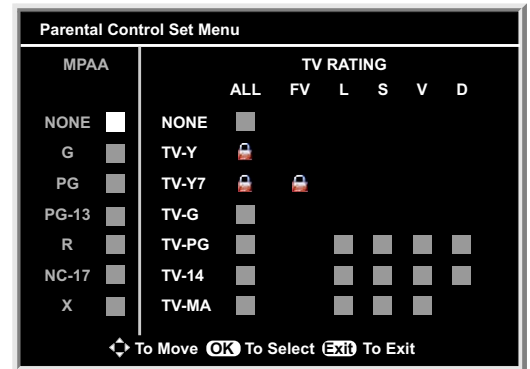 Parental Control Set Menu
MPAA TV RATING
ALL FV L S V D
NONE NONE
G TV-Y
PG TV-Y7
PG-13 TV-G
R TV-PG
NC-17 TV-14
X TV-MA
To Move OK To Select Exit To Exit